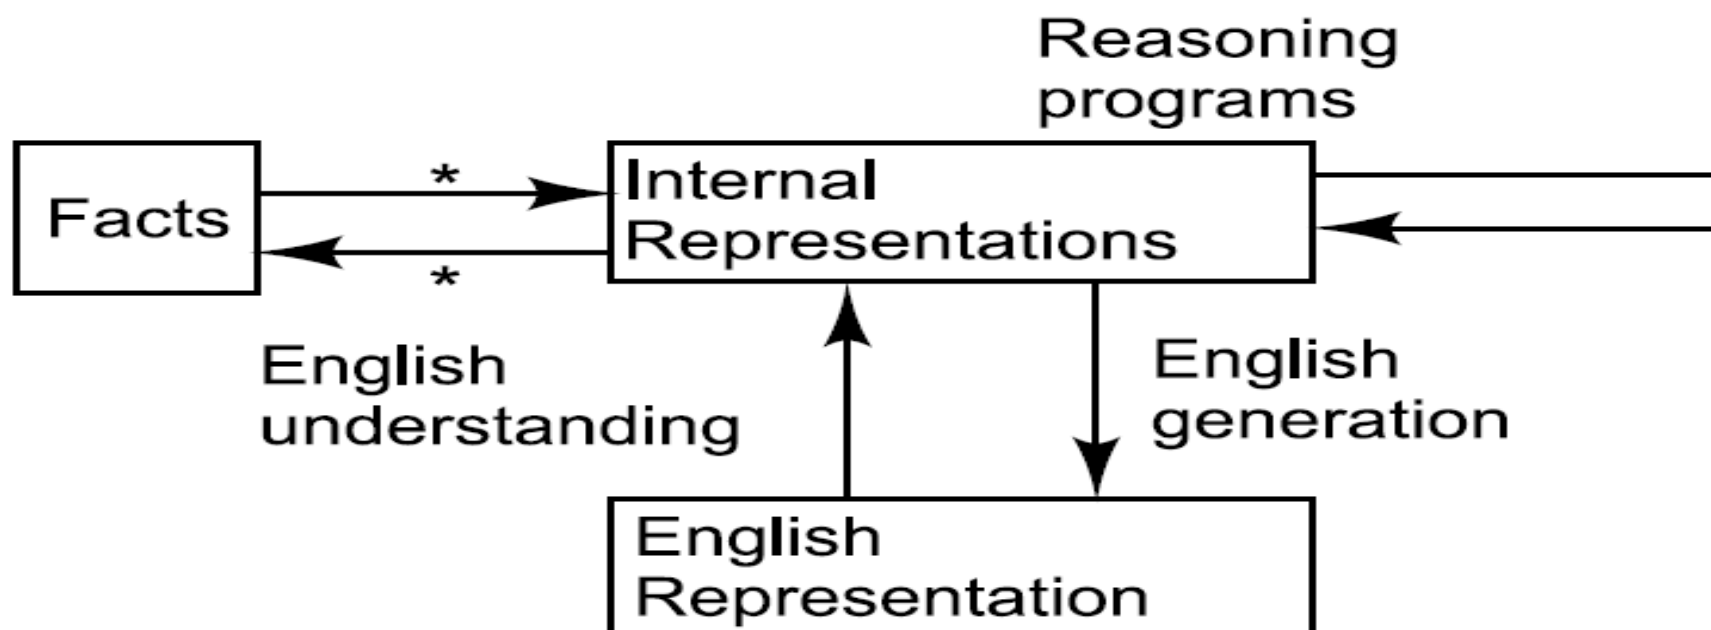 Reasoning
programs
Facts
*
*
Internal
Representations
English
understanding
English
generation
English
Representation